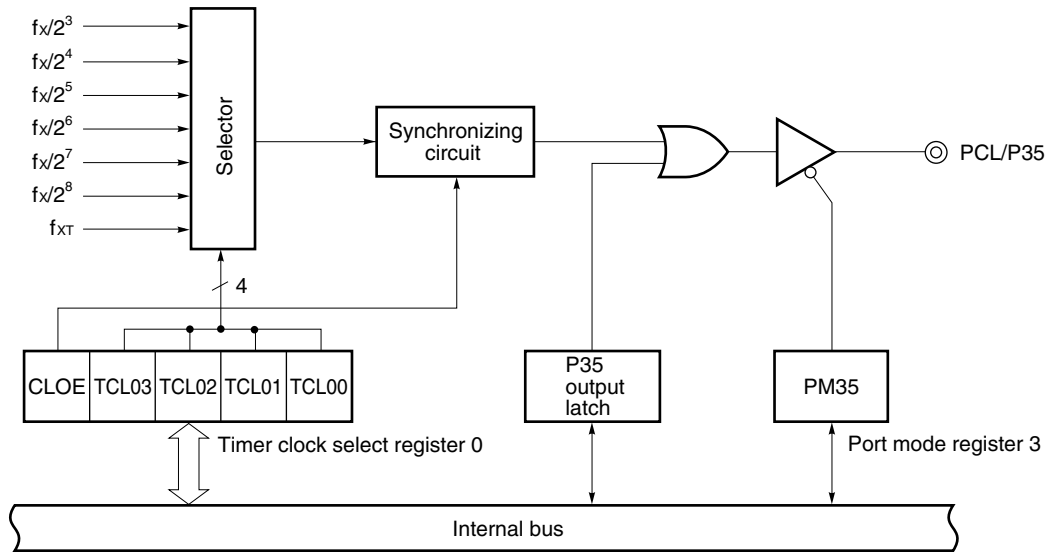 fX/2³
fX/2⁴
fX/2⁵
fX/2⁶
fX/2⁷
fX/2⁸
fXT
Selector
Synchronizing
circuit
PCL/P35
4
CLOE TCL03 TCL02 TCL01 TCL00
P35
output
latch
PM35
Timer clock select register 0
Port mode register 3
Internal bus